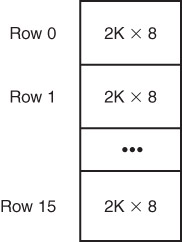 Row 0 2K × 8
Row 1 2K × 8
•••
Row 15 2K × 8